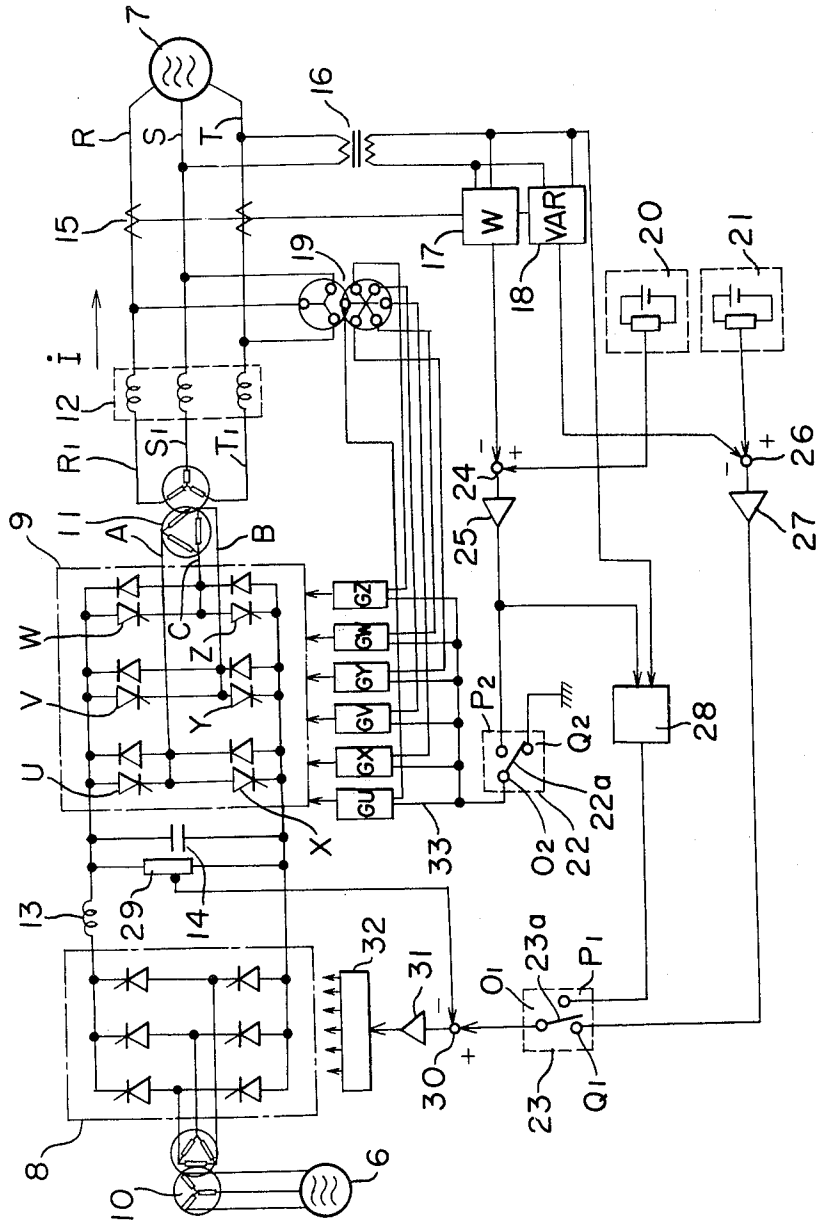 7
R
S
T
16
15
17
W
VAR
18
19
20
21
İ
12
R1
S1
T1
11
A
B
C
9
W
V
U
Z
Y
X
GZ
GW
GY
GV
GX
GU
33
-
+
24
25
-
+
26
27
P2
Q2
22a
22
O2
28
13
29
14
32
31
-
30
+
O1
23a
P1
23
Q1
8
10
6